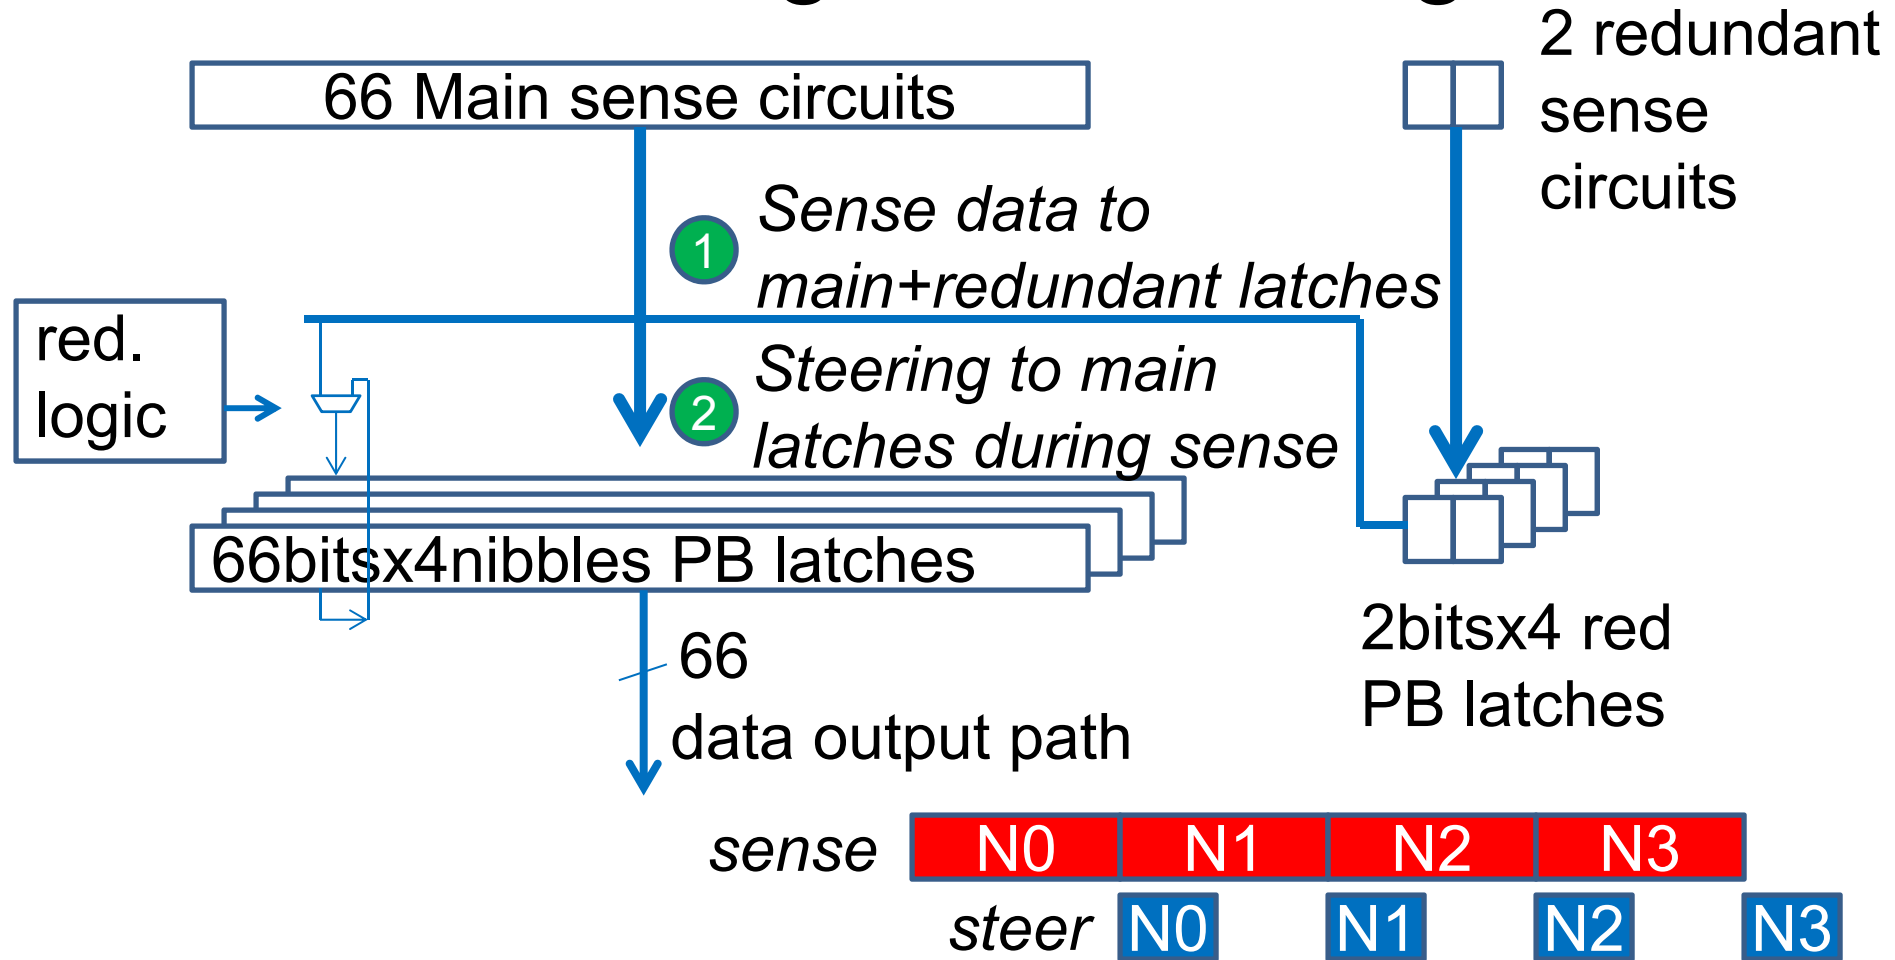 2 redundant
sense
circuits
66 Main sense circuits
1
Sense data to
main+redundant latches
red.
logic
2
Steering to main
latches during sense
66bitsx4nibbles PB latches
2bitsx4 red
PB latches
66
data output path
sense N0 N1 N2 N3
steer N0 N1 N2 N3